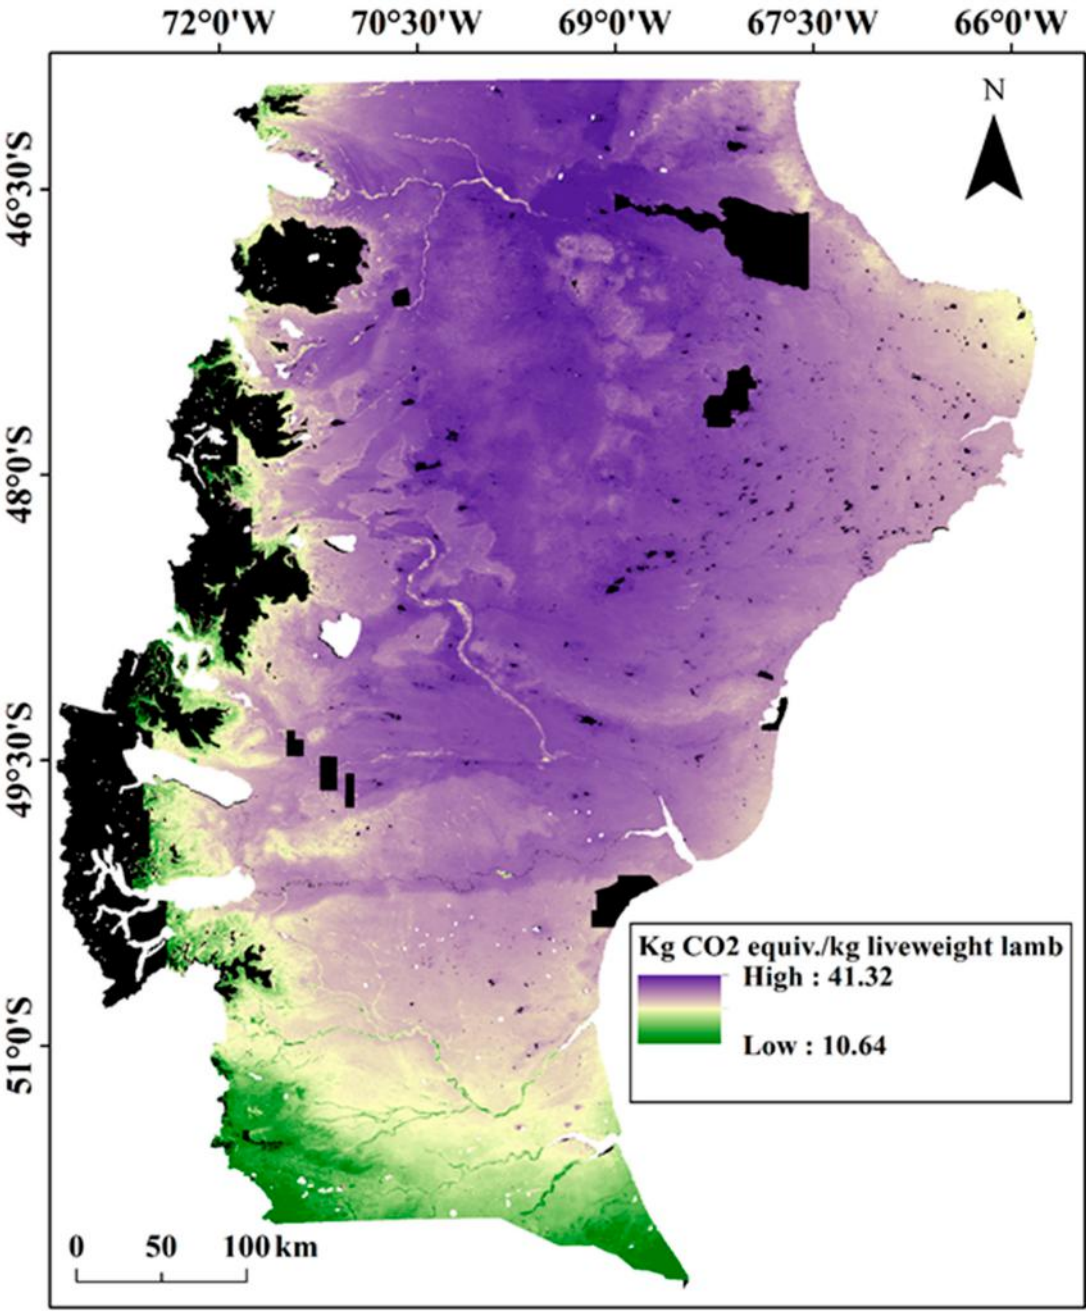 72°0'W 70°30'W 69°0'W 67°30'W 66°0'W
N
46°30'S
48°0'S
49°30'S
51°0'S
Kg CO2 equiv./kg liveweight lamb
High : 41.32
Low : 10.64
0 50 100 km